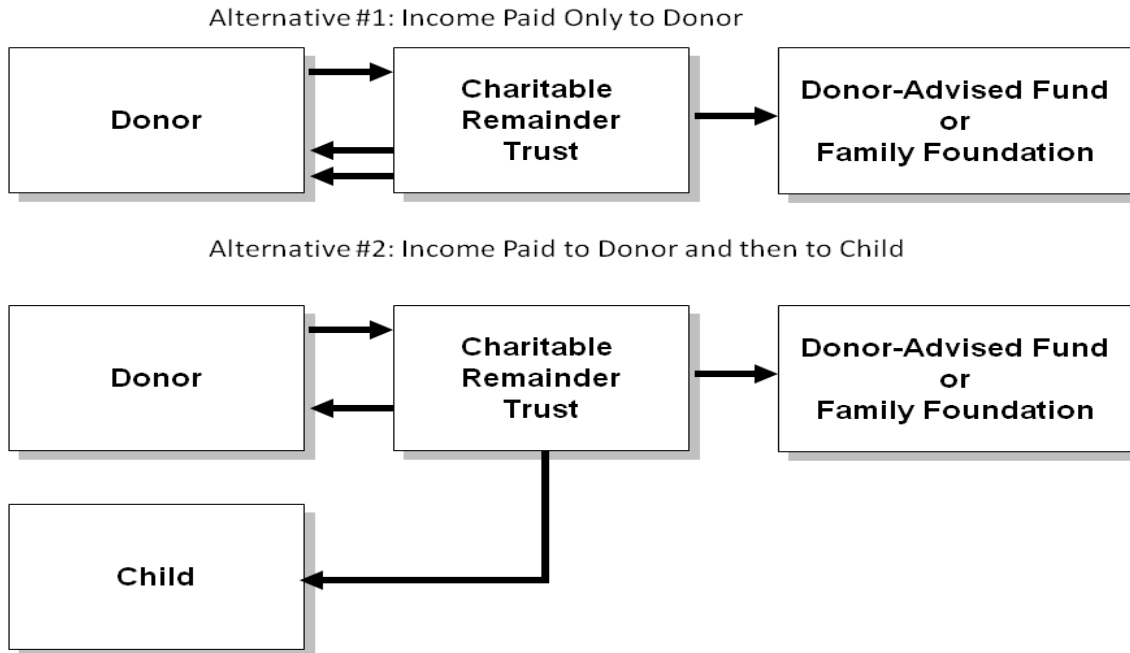 Alternative #1: Income Paid Only to Donor
Donor
Charitable
Remainder
Trust
Donor-Advised Fund
or
Family Foundation
Alternative #2: Income Paid to Donor and then to Child
Donor
Charitable
Remainder
Trust
Donor-Advised Fund
or
Family Foundation
Child